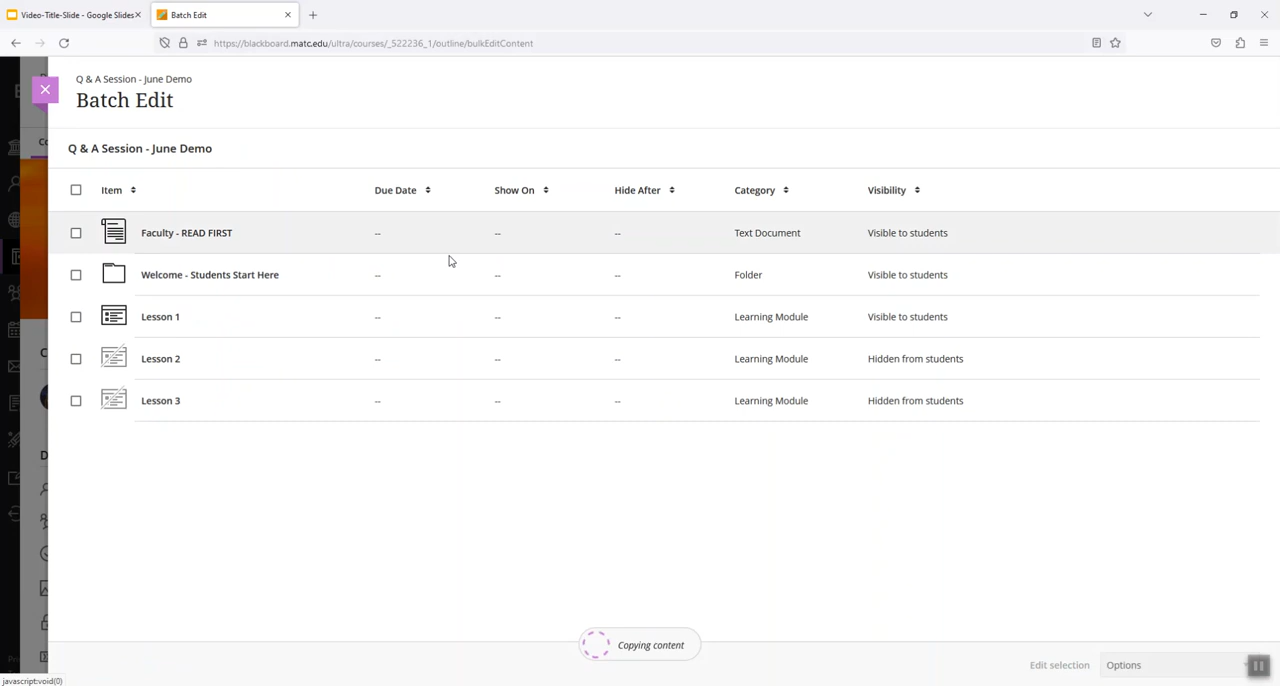 Video-Title-Slide - Google Slides
Batch Edit
https://blackboard.matc.edu/ultra/courses/_522236_1/outline/bulkEditContent
Q & A Session - June Demo
Batch Edit
Q & A Session - June Demo
Item Due Date Show On Hide After Category Visibility
Faculty - READ FIRST -- -- -- Text Document Visible to students
Welcome - Students Start Here -- -- -- Folder Visible to students
Lesson 1 -- -- -- Learning Module Visible to students
Lesson 2 -- -- -- Learning Module Hidden from students
Lesson 3 -- -- -- Learning Module Hidden from students
Copying content
Edit selection Options
javascript:void(0)